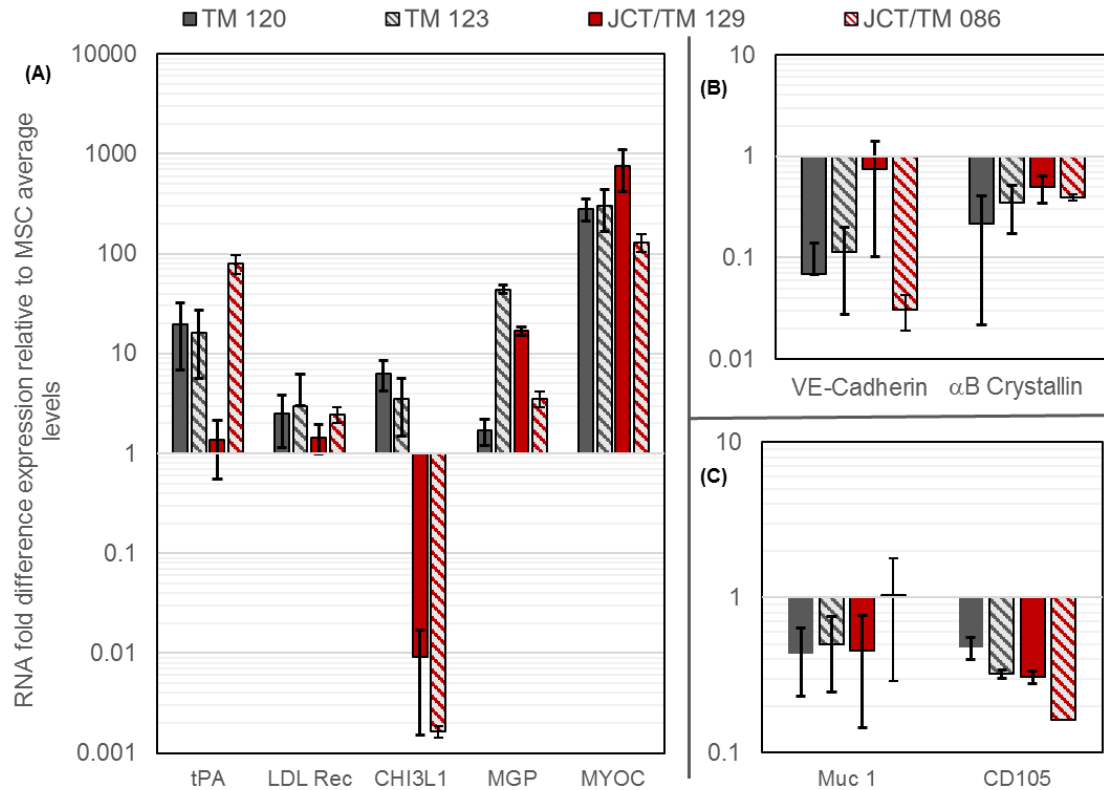 TM 120 TM 123 JCT/TM 129 JCT/TM 086
(A)
RNA fold difference expression relative to MSC average
levels
10000
1000
100
10
1
0.1
0.01
0.001
tPA LDL Rec CHI3L1 MGP MYOC
(B)
10
1
0.1
0.01
VE-Cadherin αB Crystallin
(C)
10
1
0.1
Muc 1 CD105